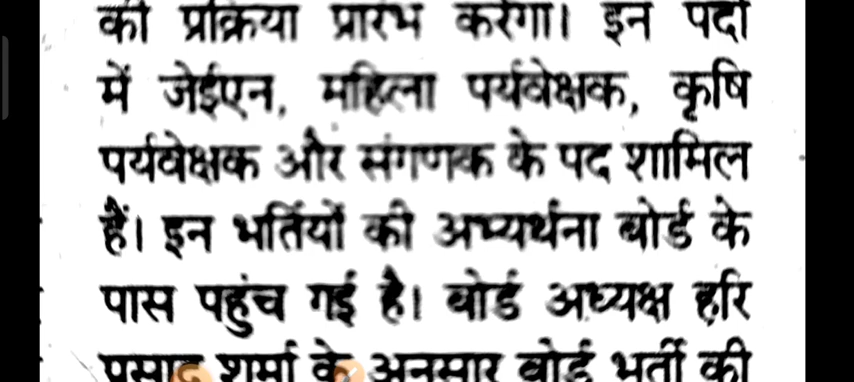 की प्रक्रिया प्रारंभ करेगा। इन पदों
में जेईएन, महिला पर्यवेक्षक, कृषि
पर्यवेक्षक और संगणक के पद शामिल
हैं। इन भर्तियों की अभ्यर्थना बोर्ड के
पास पहुंच गई है। बोर्ड अध्यक्ष हरि
प्रसाद शर्मा के अनुसार बोर्ड भर्ती की